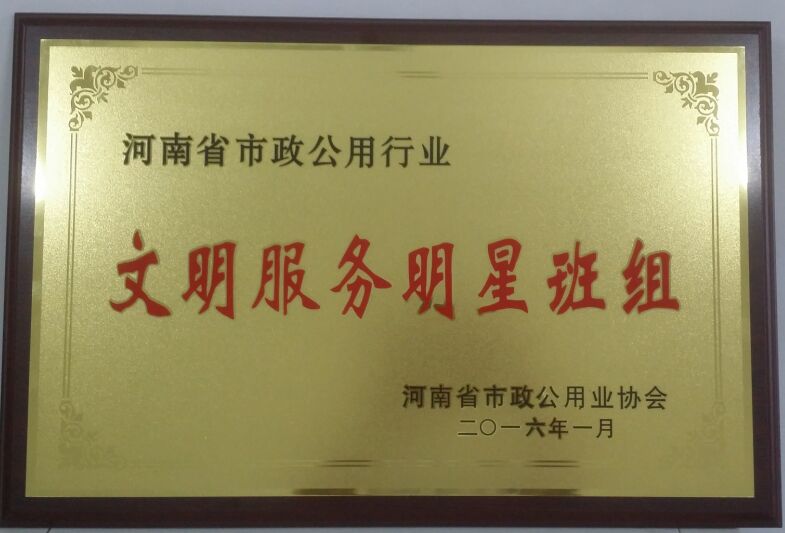 河南省市政公用行业
文明服务明星班组
河南省市政公用业协会
二〇一六年一月